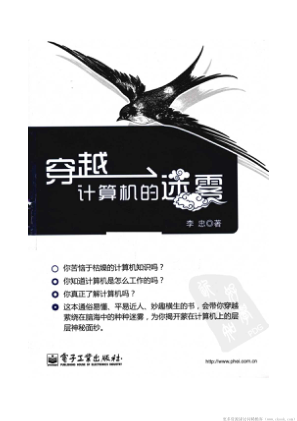 穿越
计算机的迷雾
李 忠◎著
你苦恼于枯燥的计算机知识吗？
你知道计算机是怎么工作的吗？
你真正了解计算机吗？
这本通俗易懂、平易近人、妙趣横生的书，会带你穿越
萦绕在脑海中的种种迷雾，为你揭开蒙在计算机上的层
层神秘面纱。
電子工業出版社·
PUBLISHING HOUSE OF ELECTRONICS INDUSTRY
http://www.phei.com.cn